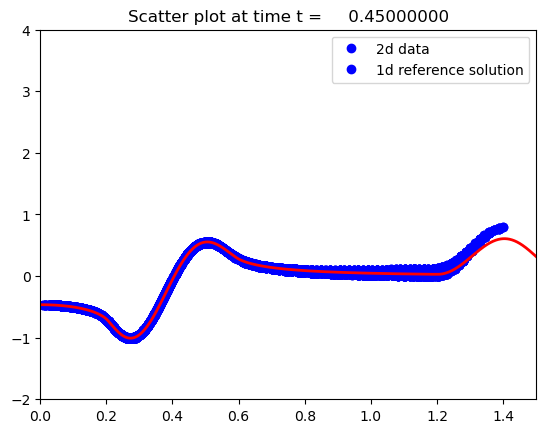 Scatter plot at time t = 0.45000000
4
2d data
1d reference solution
3
2
1
0
−1
−2
0.0 0.2 0.4 0.6 0.8 1.0 1.2 1.4